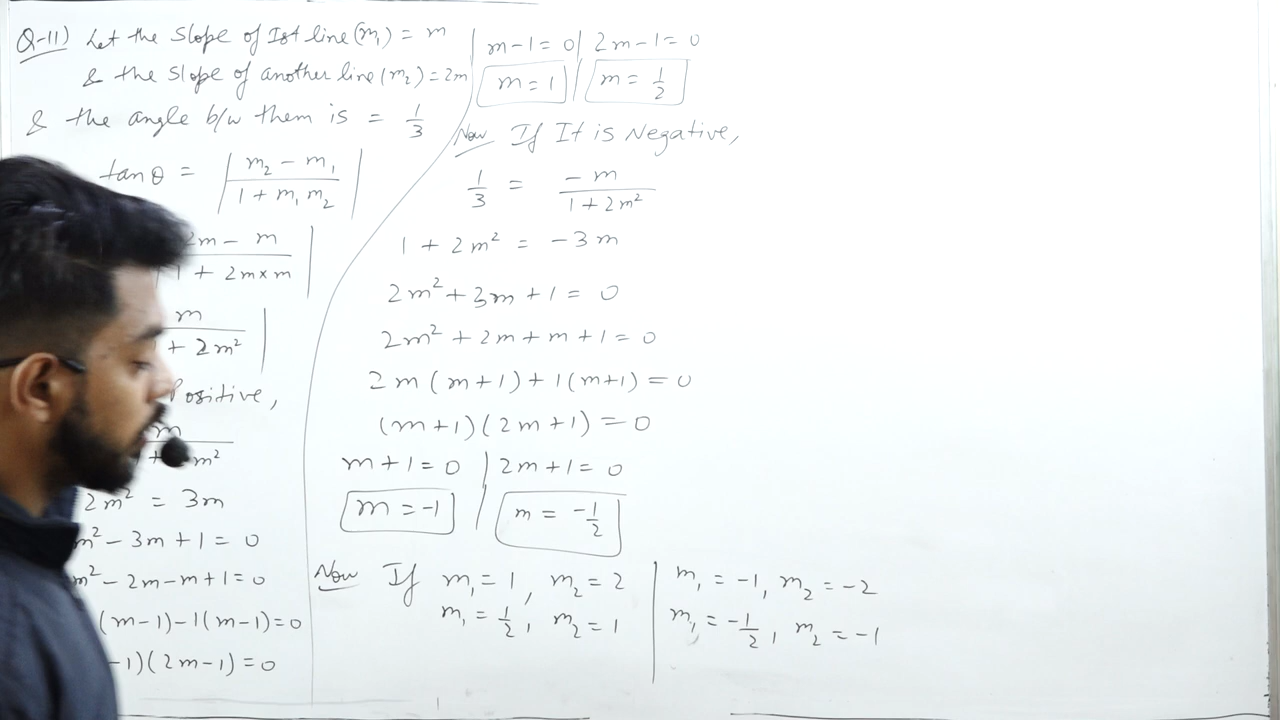 Q-11) Let the Slope of Ist line (m₁) = m
& the Slope of another line (m₂) = 2m
& the angle b/w them is = 1/3
tanθ = |(m₂ - m₁)/(1 + m₁ m₂)|
2m - m / 1 + 2m×m |
m / + 2m² |
Positive,
m / + m²
2m² = 3m
m² - 3m + 1 = 0
m² - 2m - m + 1 = 0
(m-1) - 1(m-1) = 0
-1)(2m-1) = 0
m - 1 = 0 | 2m - 1 = 0
m = 1 | m = 1/2
Now If It is Negative,
1/3 = -m/(1 + 2m²)
1 + 2m² = -3m
2m² + 3m + 1 = 0
2m² + 2m + m + 1 = 0
2m(m+1) + 1(m+1) = 0
(m+1)(2m+1) = 0
m + 1 = 0 | 2m + 1 = 0
m = -1 | m = -1/2
Now If m₁ = 1, m₂ = 2 | m₁ = -1, m₂ = -2
m₁ = 1/2, m₂ = 1 | m₁ = -1/2, m₂ = -1